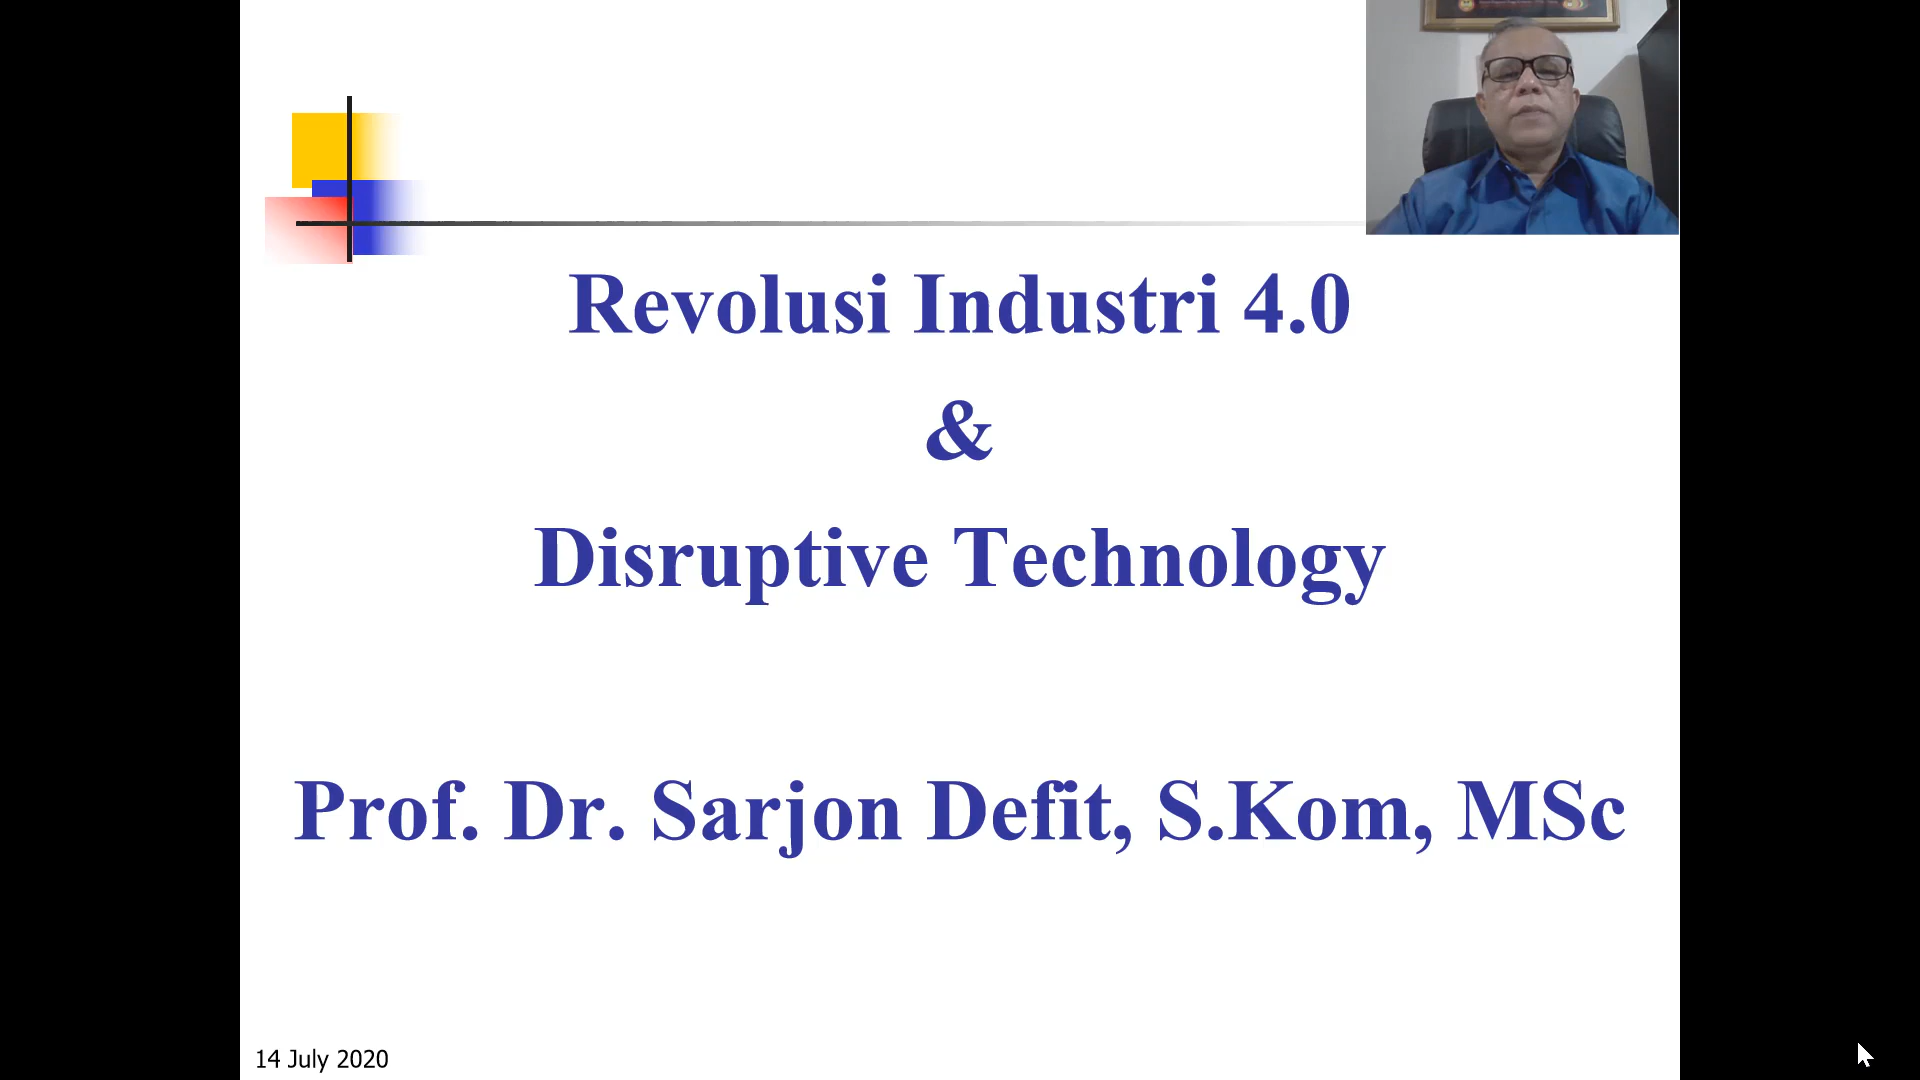 Revolusi Industri 4.0
&
Disruptive Technology
Prof. Dr. Sarjon Defit, S.Kom, MSc
14 July 2020